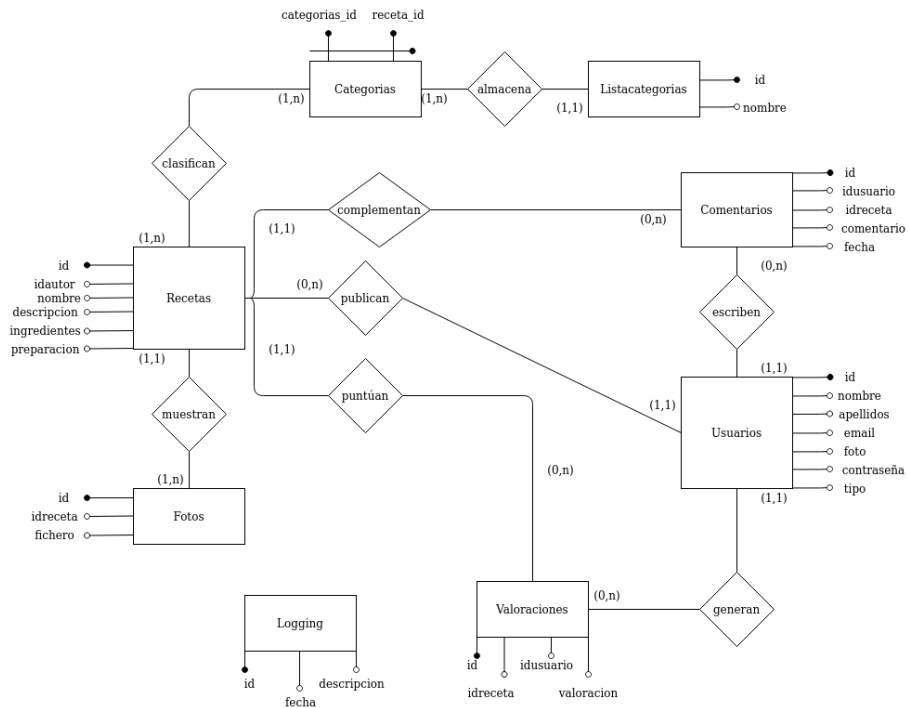 categorias_id receta_id
Categorias
(1,n)
(1,n)
almacena
(1,1)
Listacategorias
id
nombre
clasifican
(1,n)
complementan
(1,1)
(0,n)
Comentarios
id
idusuario
idreceta
comentario
fecha
(0,n)
id
idautor
nombre
descripcion
ingredientes
preparacion
Recetas
(0,n)
publican
(1,1)
escriben
(1,1)
(1,1)
puntúan
(1,1)
muestran
(1,n)
Usuarios
id
nombre
apellidos
email
foto
contraseña
tipo
(1,1)
(0,n)
id
idreceta
fichero
Fotos
Logging
id
fecha
descripcion
Valoraciones
(0,n)
generan
id
idreceta
idusuario
valoracion